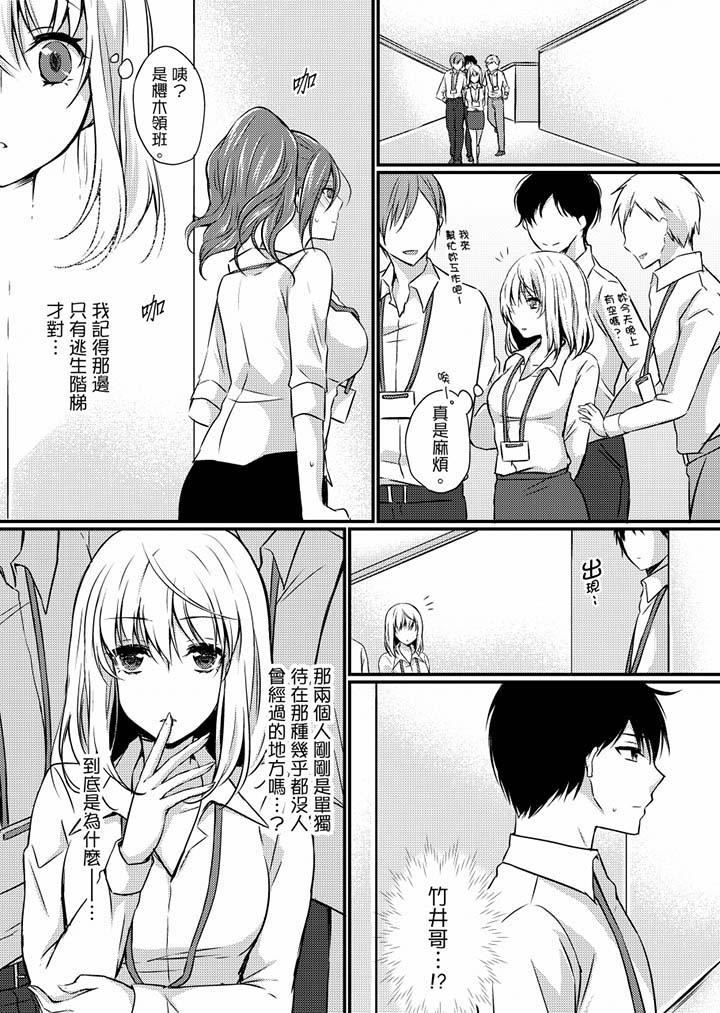 我來
幫忙妳工作吧～
妳今天晚上
有空嗎？
唉～。
真是麻煩。
咦？
是櫻木領班。
咖
咖
我記得那邊
只有逃生階梯
才對…
出現…
竹井哥…!?
那兩個人剛剛是單獨
待在那種幾乎都沒人
曾經過的地方嗎…？
到底是為什麼……